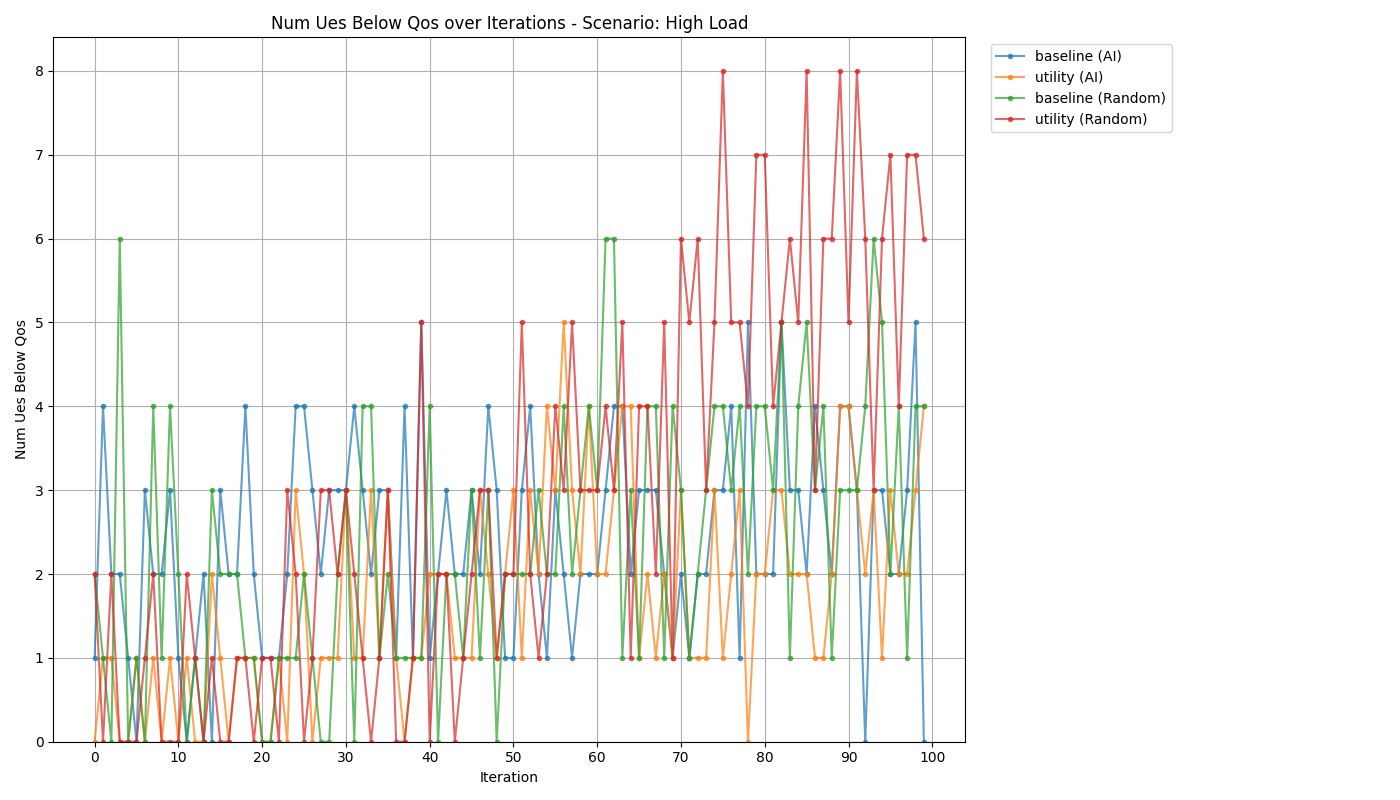 Num Ues Below Qos over Iterations - Scenario: High Load
baseline (AI)
utility (AI)
baseline (Random)
utility (Random)
Num Ues Below Qos
8
7
6
5
4
3
2
1
0
0 10 20 30 40 50 60 70 80 90 100
Iteration